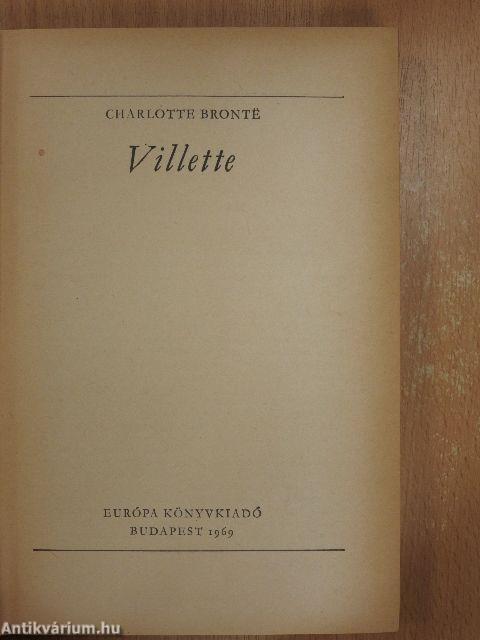 CHARLOTTE BRONTË
Villette
EURÓPA KÖNYVKIADÓ
BUDAPEST 1969
Antikvárium.hu